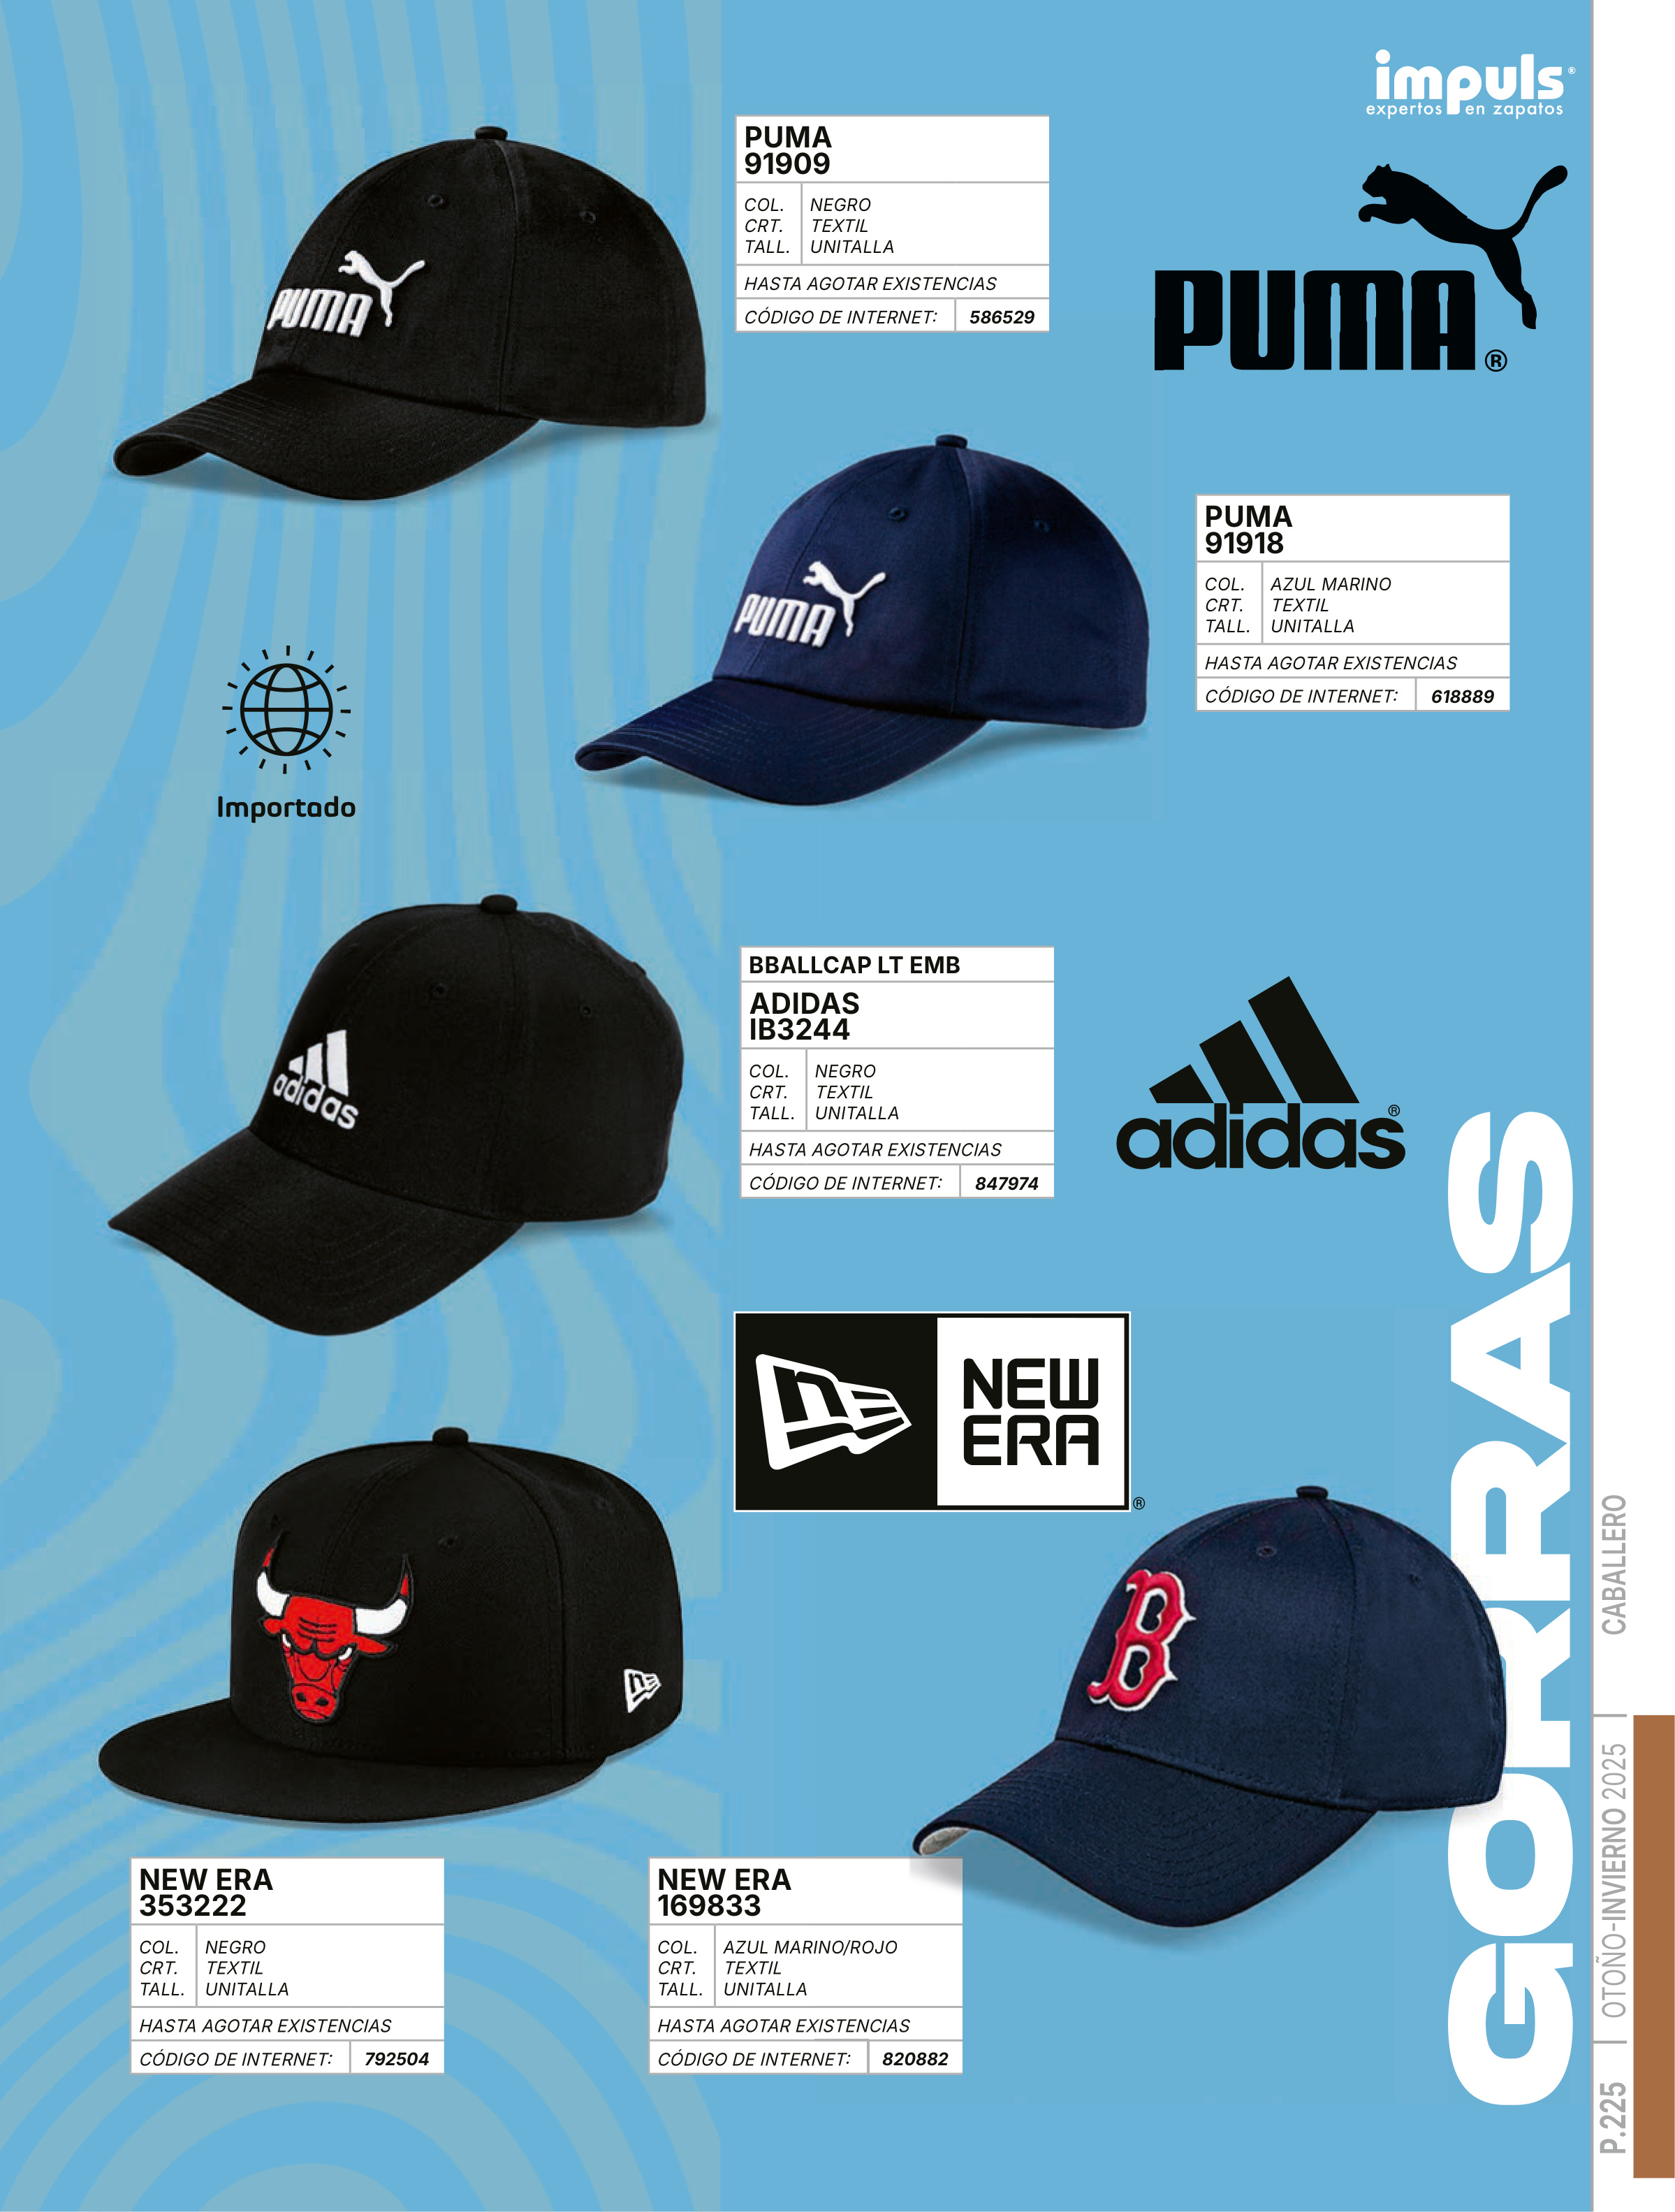 impuls®
expertos en zapatos
PUMA
91909
COL. NEGRO
CRT. TEXTIL
TALL. UNITALLA
HASTA AGOTAR EXISTENCIAS
CÓDIGO DE INTERNET: 586529
PUMA®
PUMA
PUMA
91918
COL. AZUL MARINO
CRT. TEXTIL
TALL. UNITALLA
HASTA AGOTAR EXISTENCIAS
CÓDIGO DE INTERNET: 618889
PUMA
Importado
BBALLCAP LT EMB
ADIDAS
IB3244
COL. NEGRO
CRT. TEXTIL
TALL. UNITALLA
HASTA AGOTAR EXISTENCIAS
CÓDIGO DE INTERNET: 847974
adidas
adidas®
NE
NEW
ERA
®
NE
B
NEW ERA
353222
COL. NEGRO
CRT. TEXTIL
TALL. UNITALLA
HASTA AGOTAR EXISTENCIAS
CÓDIGO DE INTERNET: 792504
NEW ERA
169833
COL. AZUL MARINO/ROJO
CRT. TEXTIL
TALL. UNITALLA
HASTA AGOTAR EXISTENCIAS
CÓDIGO DE INTERNET: 820882
GORRAS
P.225 | OTOÑO-INVIERNO 2025 | CABALLERO